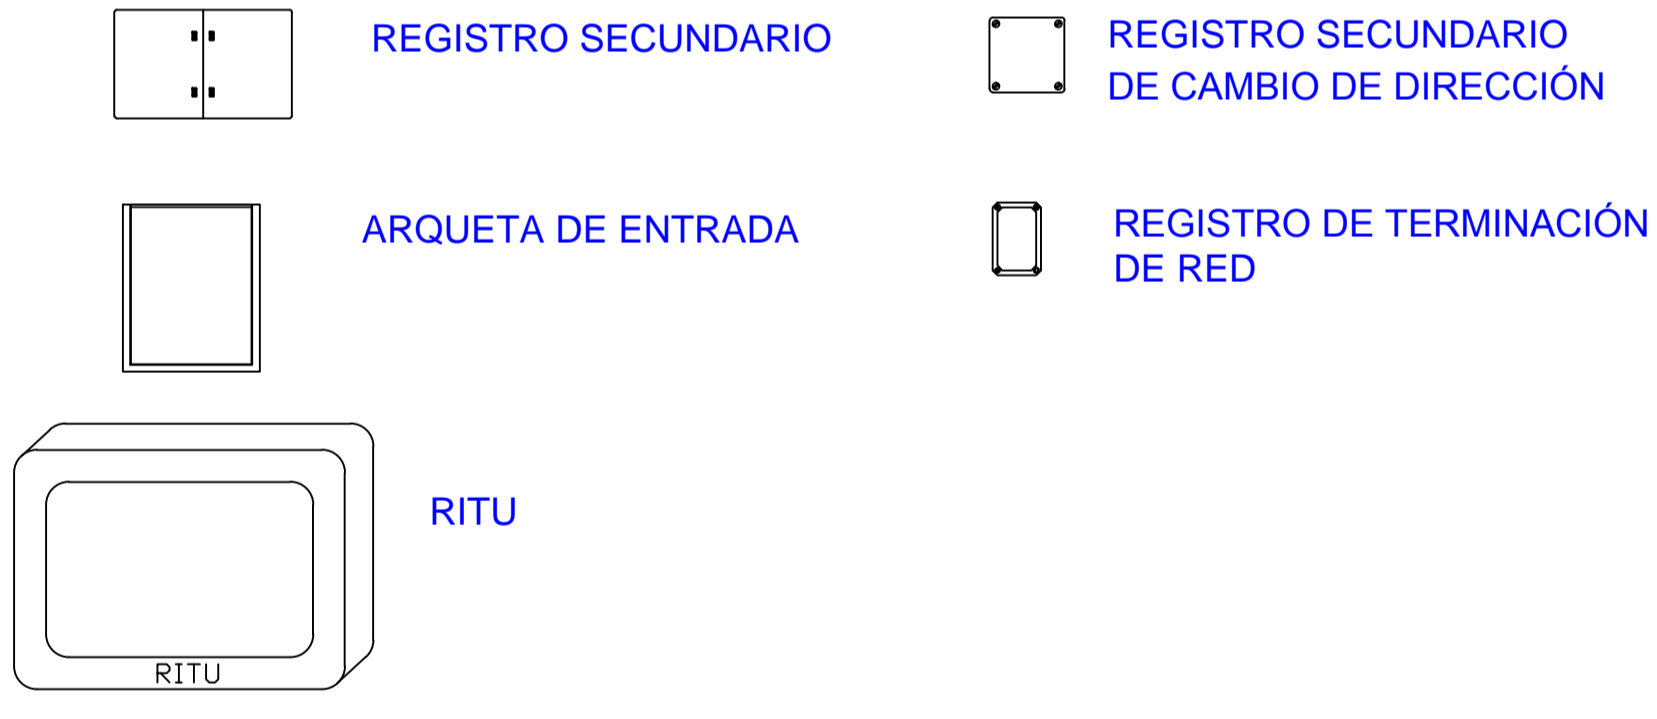 REGISTRO SECUNDARIO
REGISTRO SECUNDARIO
DE CAMBIO DE DIRECCIÓN
ARQUETA DE ENTRADA
REGISTRO DE TERMINACIÓN
DE RED
RITU
RITU